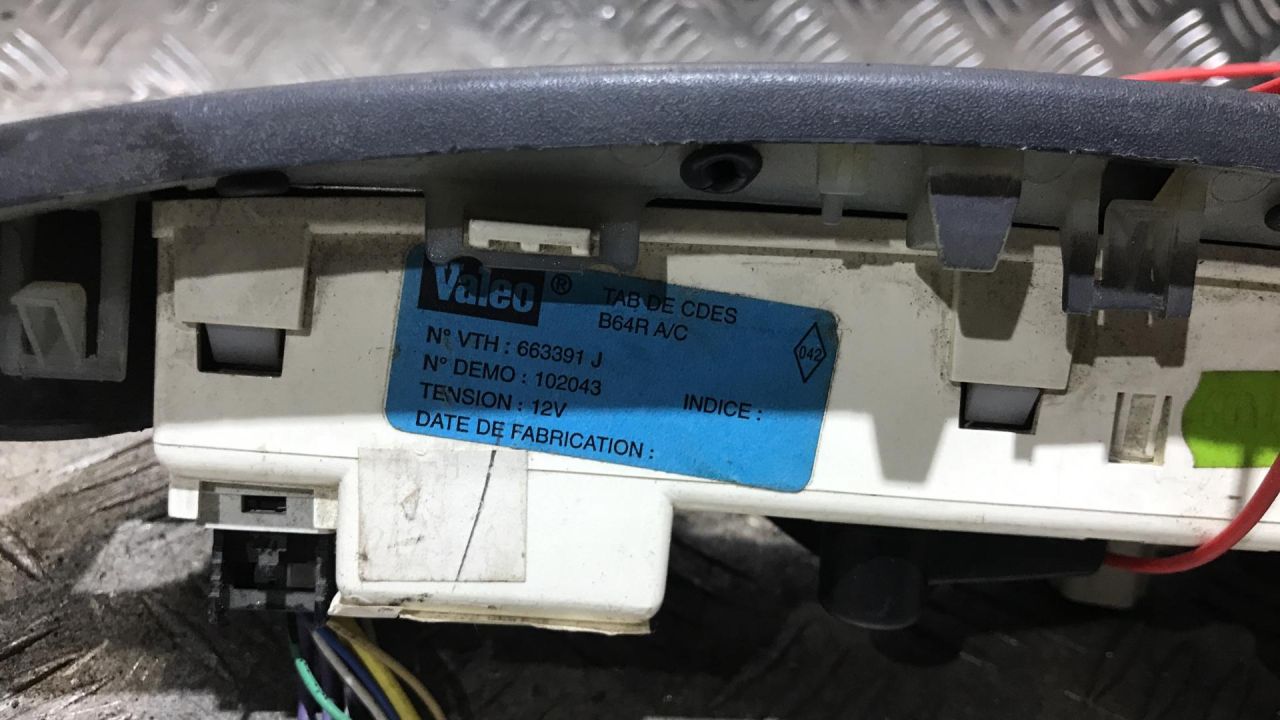 Valeo®
TAB DE CDES
B64R A/C
042
N° VTH : 663391 J
N° DEMO : 102043
TENSION : 12V
INDICE :
DATE DE FABRICATION :